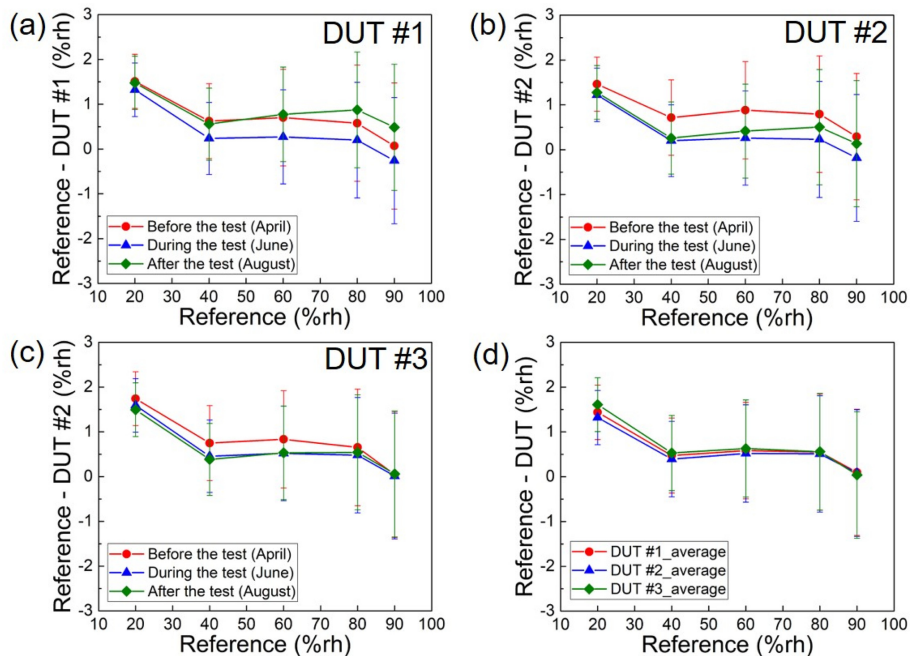 (a)
DUT #1
3
2
1
0
-1
-2
-3
Reference - DUT #1 (%rh)
Before the test (April)
During the test (June)
After the test (August)
10 20 30 40 50 60 70 80 90 100
Reference (%rh)
(b)
DUT #2
3
2
1
0
-1
-2
-3
Reference - DUT #2 (%rh)
Before the test (April)
During the test (June)
After the test (August)
10 20 30 40 50 60 70 80 90 100
Reference (%rh)
(c)
DUT #3
3
2
1
0
-1
-2
-3
Reference - DUT #2 (%rh)
Before the test (April)
During the test (June)
After the test (August)
10 20 30 40 50 60 70 80 90 100
Reference (%rh)
(d)
3
2
1
0
-1
-2
-3
Reference - DUT (%rh)
DUT #1_average
DUT #2_average
DUT #3_average
10 20 30 40 50 60 70 80 90 100
Reference (%rh)